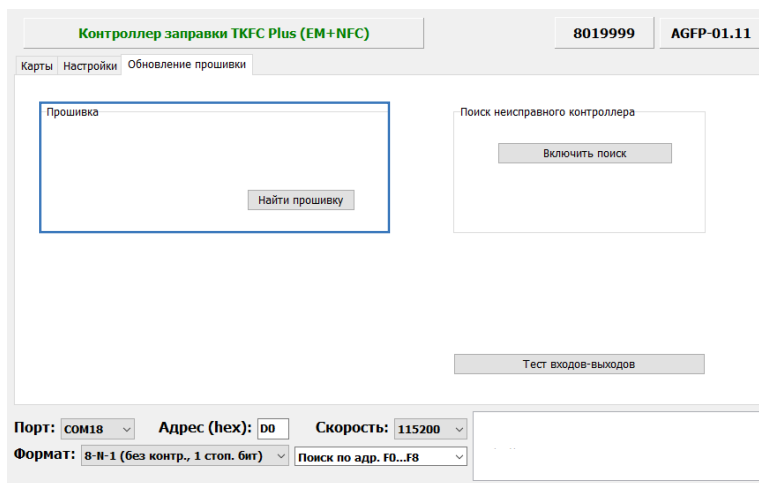 Контроллер заправки TKFC Plus (EM+NFC) 8019999 AGFP-01.11
Карты Настройки Обновление прошивки
Прошивка Поиск неисправного контроллера
Включить поиск
Найти прошивку
Тест входов-выходов
Порт: COM18 Адрес (hex): D0 Скорость: 115200
Формат: 8-N-1 (без контр., 1 стоп. бит) Поиск по адр. F0...F8